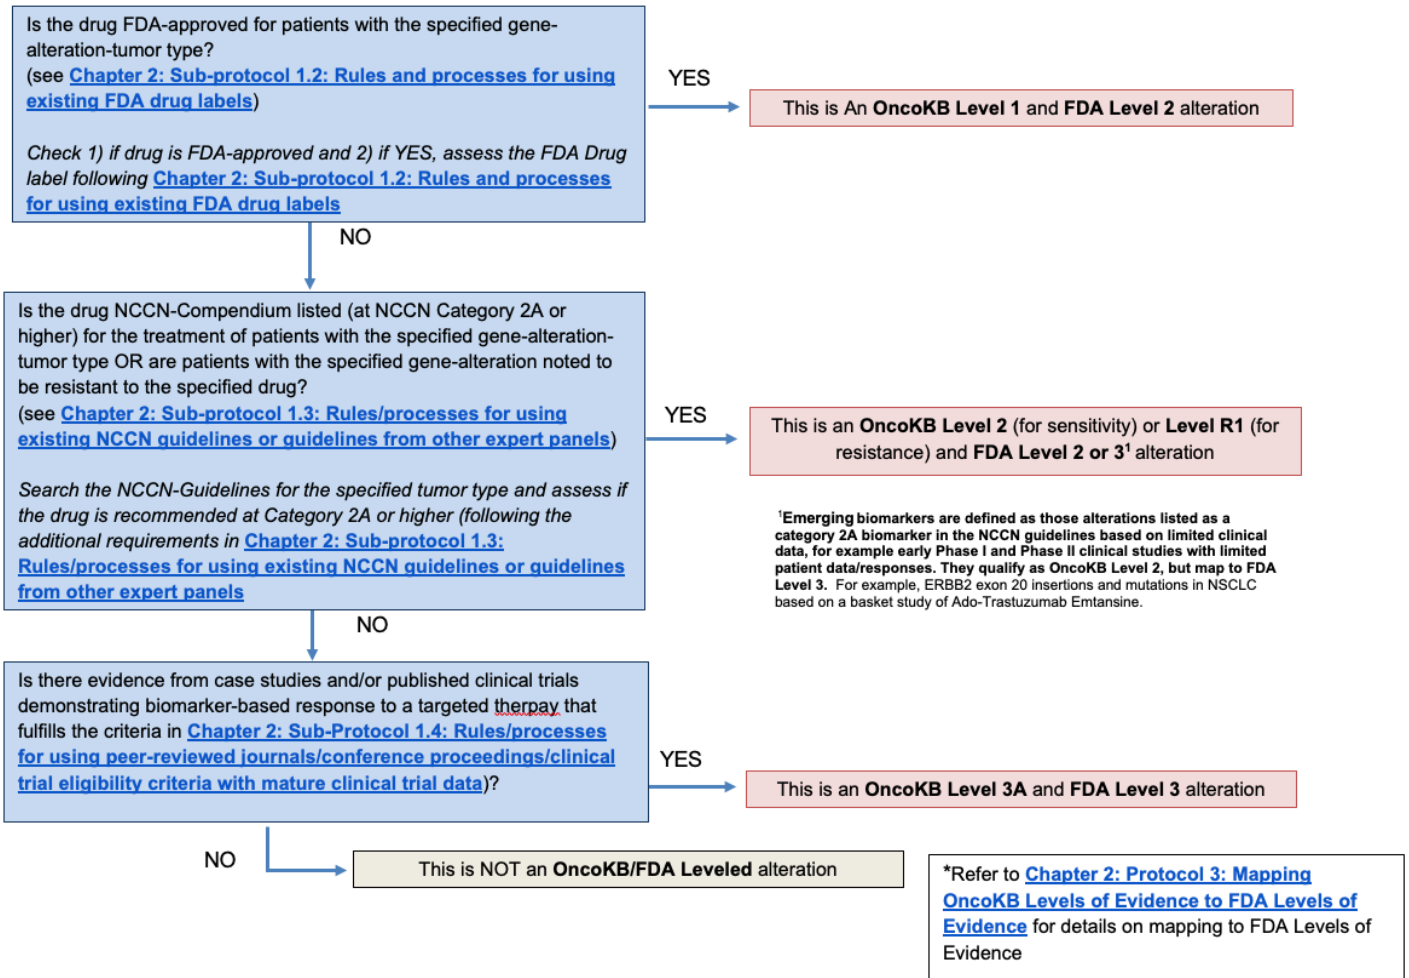 Is the drug FDA-approved for patients with the specified gene-
alteration-tumor type?
(see Chapter 2: Sub-protocol 1.2: Rules and processes for using
existing FDA drug labels)
Check 1) if drug is FDA-approved and 2) if YES, assess the FDA Drug
label following Chapter 2: Sub-protocol 1.2: Rules and processes
for using existing FDA drug labels
YES
This is An OncoKB Level 1 and FDA Level 2 alteration
NO
Is the drug NCCN-Compendium listed (at NCCN Category 2A or
higher) for the treatment of patients with the specified gene-alteration-
tumor type OR are patients with the specified gene-alteration noted to
be resistant to the specified drug?
(see Chapter 2: Sub-protocol 1.3: Rules/processes for using
existing NCCN guidelines or guidelines from other expert panels)
Search the NCCN-Guidelines for the specified tumor type and assess if
the drug is recommended at Category 2A or higher (following the
additional requirements in Chapter 2: Sub-protocol 1.3:
Rules/processes for using existing NCCN guidelines or guidelines
from other expert panels
YES
This is an OncoKB Level 2 (for sensitivity) or Level R1 (for
resistance) and FDA Level 2 or 3¹ alteration
¹Emerging biomarkers are defined as those alterations listed as a
category 2A biomarker in the NCCN guidelines based on limited clinical
data, for example early Phase I and Phase II clinical studies with limited
patient data/responses. They qualify as OncoKB Level 2, but map to FDA
Level 3. For example, ERBB2 exon 20 insertions and mutations in NSCLC
based on a basket study of Ado-Trastuzumab Emtansine.
NO
Is there evidence from case studies and/or published clinical trials
demonstrating biomarker-based response to a targeted therpay that
fulfills the criteria in Chapter 2: Sub-Protocol 1.4: Rules/processes
for using peer-reviewed journals/conference proceedings/clinical
trial eligibility criteria with mature clinical trial data)?
YES
This is an OncoKB Level 3A and FDA Level 3 alteration
NO
This is NOT an OncoKB/FDA Leveled alteration
*Refer to Chapter 2: Protocol 3: Mapping
OncoKB Levels of Evidence to FDA Levels of
Evidence for details on mapping to FDA Levels of
Evidence